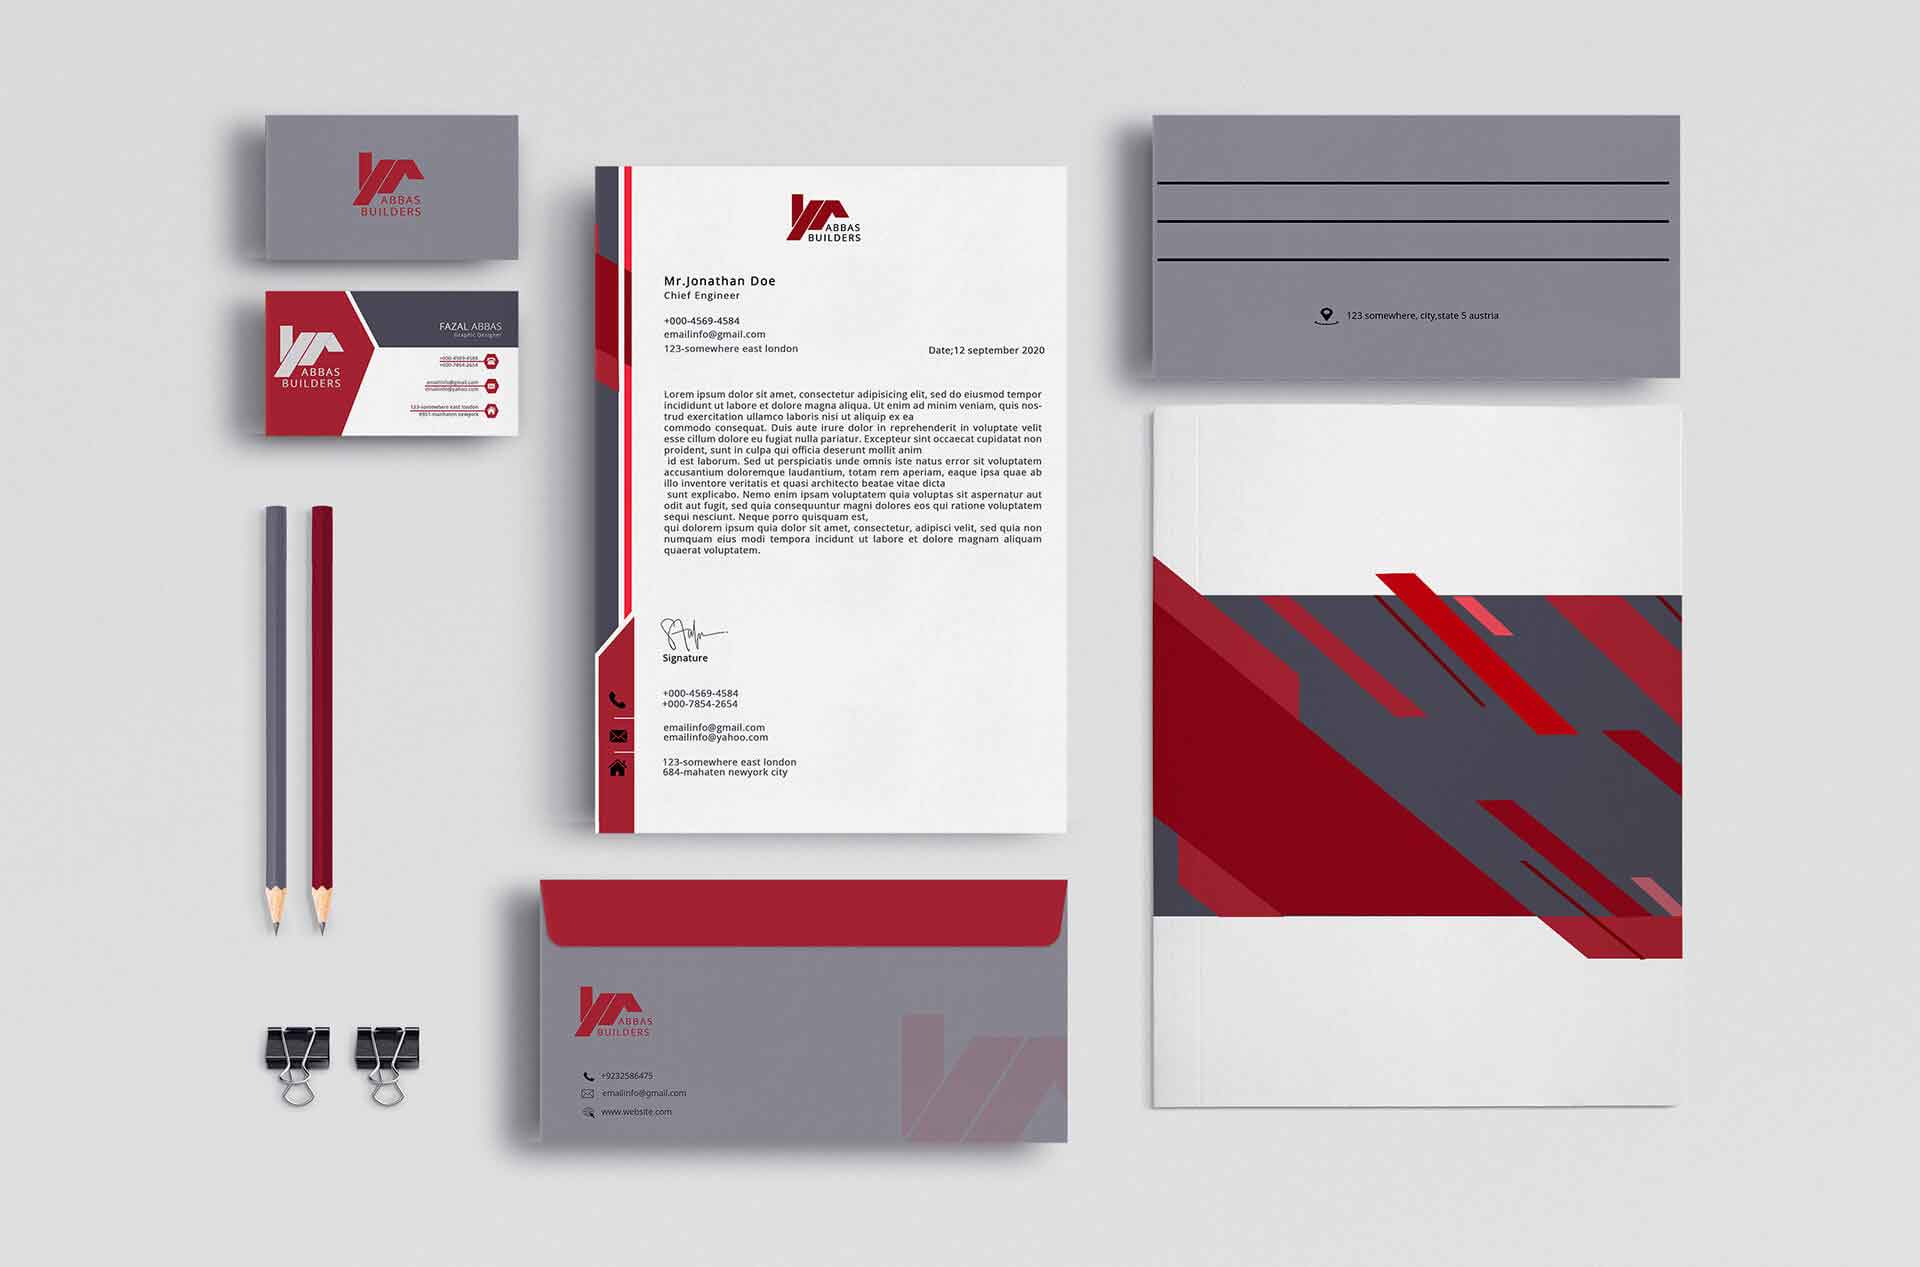 ABBAS
BUILDERS
FAZAL ABBAS
Graphic Designer
ABBAS
BUILDERS
+000-4569-4584
+000-7854-2654
emailinfo@gmail.com
emailinfo@yahoo.com
123-somewhere east london
ABBAS
BUILDERS
Mr.Jonathan Doe
Chief Engineer
+000-4569-4584
emailinfo@gmail.com
123-somewhere east london
Date;12 september 2020
Lorem ipsum dolor sit amet, consectetur adipisicing elit, sed do eiusmod tempor
incididunt ut labore et dolore magna aliqua. Ut enim ad minim veniam, quis nos-
trud exercitation ullamco laboris nisi ut aliquip ex ea
commodo consequat. Duis aute irure dolor in reprehenderit in voluptate velit
esse cillum dolore eu fugiat nulla pariatur. Excepteur sint occaecat cupidatat non
proident, sunt in culpa qui officia deserunt mollit anim
id est laborum. Sed ut perspiciatis unde omnis iste natus error sit voluptatem
accusantium doloremque laudantium, totam rem aperiam, eaque ipsa quae ab
illo inventore veritatis et quasi architecto beatae vitae dicta
sunt explicabo. Nemo enim ipsam voluptatem quia voluptas sit aspernatur aut
odit aut fugit, sed quia consequuntur magni dolores eos qui ratione voluptatem
sequi nesciunt. Neque porro quisquam est,
qui dolorem ipsum quia dolor sit amet, consectetur, adipisci velit, sed quia non
numquam eius modi tempora incidunt ut labore et dolore magnam aliquam
quaerat voluptatem.
Signature
+000-4569-4584
+000-7854-2654
emailinfo@gmail.com
emailinfo@yahoo.com
123-somewhere east london
684-mahaten newyork city
ABBAS
BUILDERS
+9232586475
emailinfo@gmail.com
www.website.com
123 somewhere, city,state 5 austria